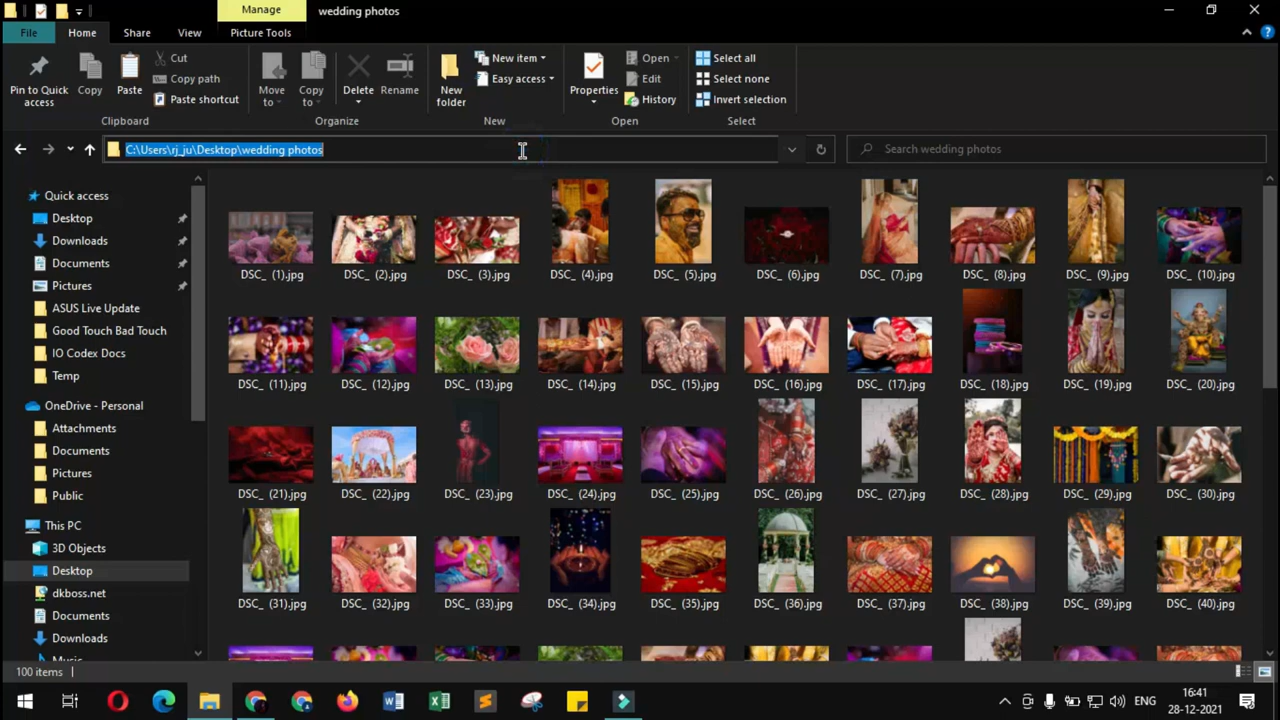 Manage
wedding photos
File
Home
Share
View
Picture Tools
Pin to Quick access
Copy
Paste
Cut
Copy path
Paste shortcut
Clipboard
Move to
Copy to
Delete
Rename
Organize
New folder
New item
Easy access
New
Properties
Open
Edit
History
Open
Select all
Select none
Invert selection
Select
C:\Users\rj_ju\Desktop\wedding photos
Search wedding photos
Quick access
Desktop
Downloads
Documents
Pictures
ASUS Live Update
Good Touch Bad Touch
IO Codex Docs
Temp
OneDrive - Personal
Attachments
Documents
Pictures
Public
This PC
3D Objects
Desktop
dkboss.net
Documents
Downloads
Music
DSC_ (1).jpg
DSC_ (2).jpg
DSC_ (3).jpg
DSC_ (4).jpg
DSC_ (5).jpg
DSC_ (6).jpg
DSC_ (7).jpg
DSC_ (8).jpg
DSC_ (9).jpg
DSC_ (10).jpg
DSC_ (11).jpg
DSC_ (12).jpg
DSC_ (13).jpg
DSC_ (14).jpg
DSC_ (15).jpg
DSC_ (16).jpg
DSC_ (17).jpg
DSC_ (18).jpg
DSC_ (19).jpg
DSC_ (20).jpg
DSC_ (21).jpg
DSC_ (22).jpg
DSC_ (23).jpg
DSC_ (24).jpg
DSC_ (25).jpg
DSC_ (26).jpg
DSC_ (27).jpg
DSC_ (28).jpg
DSC_ (29).jpg
DSC_ (30).jpg
DSC_ (31).jpg
DSC_ (32).jpg
DSC_ (33).jpg
DSC_ (34).jpg
DSC_ (35).jpg
DSC_ (36).jpg
DSC_ (37).jpg
DSC_ (38).jpg
DSC_ (39).jpg
DSC_ (40).jpg
100 items
ENG
16:41
28-12-2021